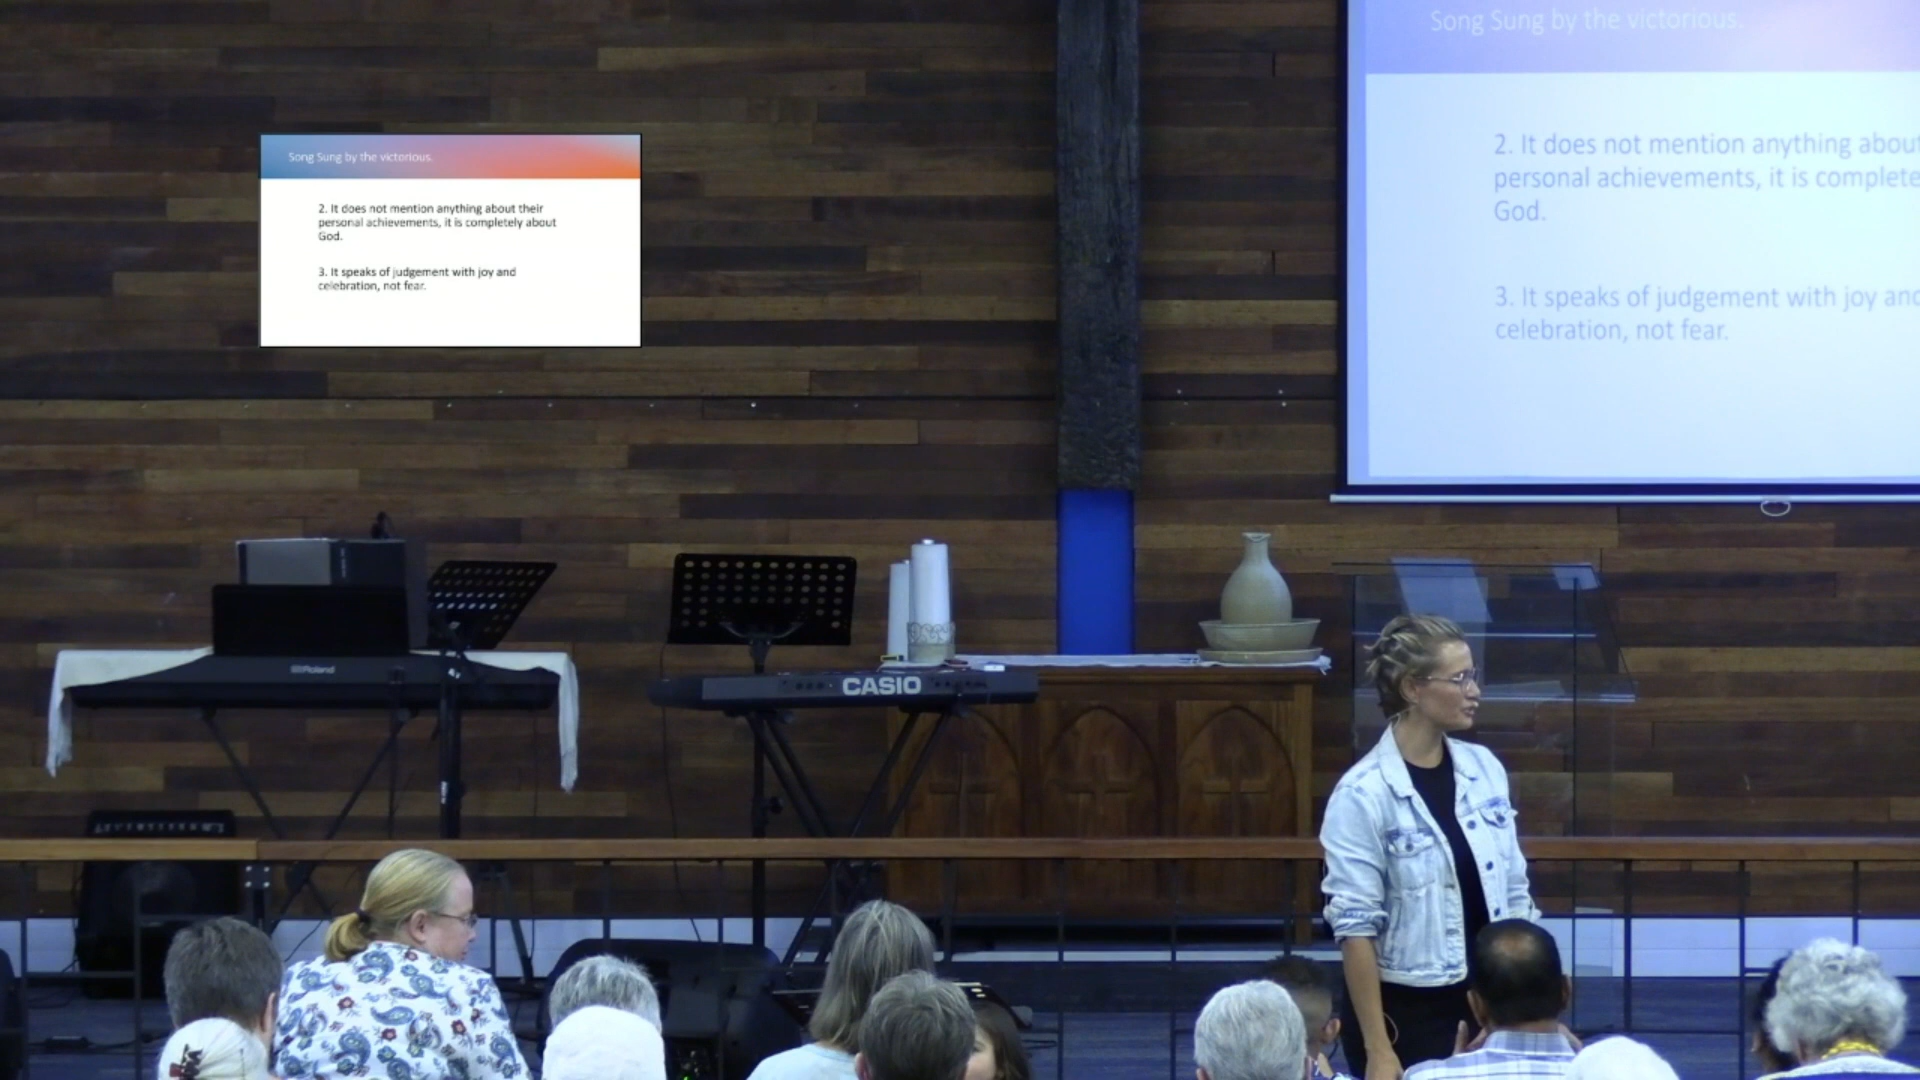 Song Sung by the victorious.
2. It does not mention anything about their
personal achievements, it is completely about
God.
3. It speaks of judgement with joy and
celebration, not fear.
Song Sung by the victorious.
2. It does not mention anything about
personal achievements, it is complete
God.
3. It speaks of judgement with joy and
celebration, not fear.
Roland
CASIO